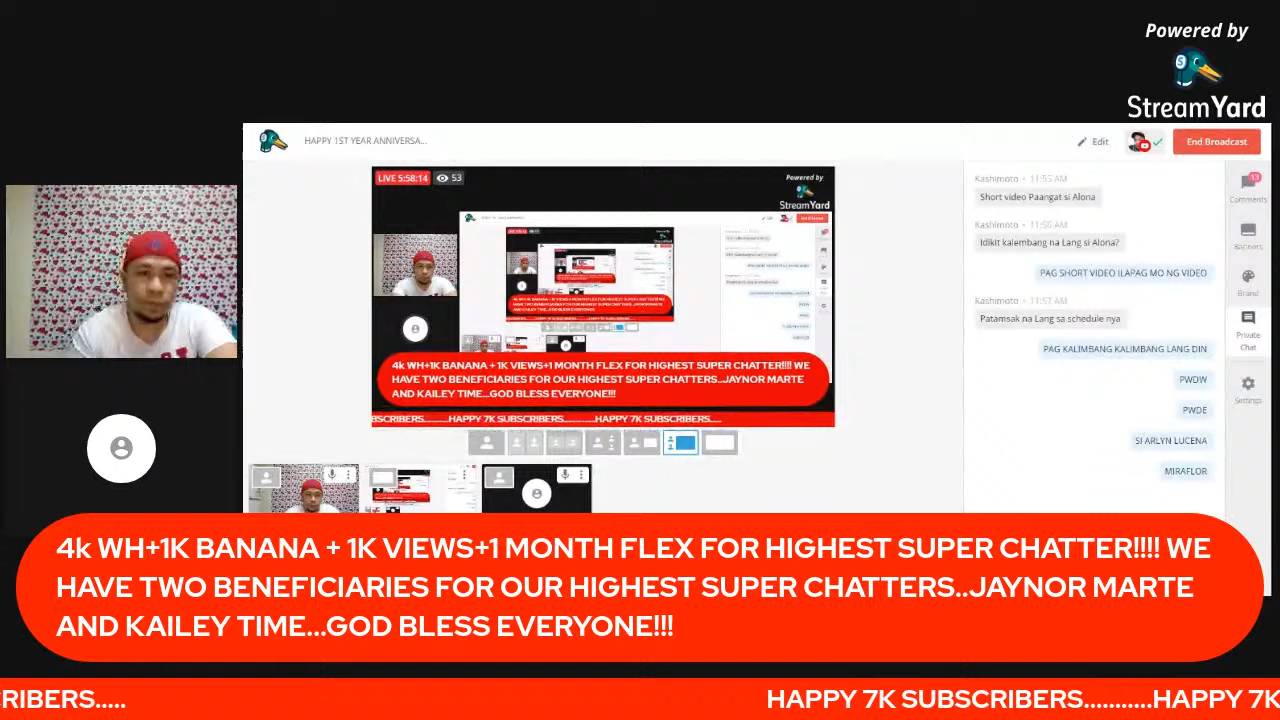 Powered by
StreamYard
HAPPY 1ST YEAR ANNIVERSA...
Edit
End Broadcast
LIVE 5:58:14
53
Powered by
StreamYard
4k WH+1K BANANA + 1K VIEWS+1 MONTH FLEX FOR HIGHEST SUPER CHATTER!!!! WE
HAVE TWO BENEFICIARIES FOR OUR HIGHEST SUPER CHATTERS..JAYNOR MARTE
AND KAILEY TIME...GOD BLESS EVERYONE!!!
BSCRIBERS...........HAPPY 7K SUBSCRIBERS...........HAPPY 7K SUBSCRIBERS.....
Kashimoto • 11:55 AM
Short video Paangat si Alona
Kashimoto • 11:56 AM
Idikit kalembang na Lang si Alona?
PAG SHORT VIDEO ILAPAG MO NG VIDEO
Kashimoto • 11:57 AM
Patamsak na Lang sa schedule nya
PAG KALIMBANG KALIMBANG LANG DIN
PWDW
PWDE
SI ARLYN LUCENA
MIRAFLOR
13
Comments
Banners
Brand
Private
Chat
Settings
4k WH+1K BANANA + 1K VIEWS+1 MONTH FLEX FOR HIGHEST SUPER CHATTER!!!! WE
HAVE TWO BENEFICIARIES FOR OUR HIGHEST SUPER CHATTERS..JAYNOR MARTE
AND KAILEY TIME...GOD BLESS EVERYONE!!!
CRIBERS.....
HAPPY 7K SUBSCRIBERS...........HAPPY 7K